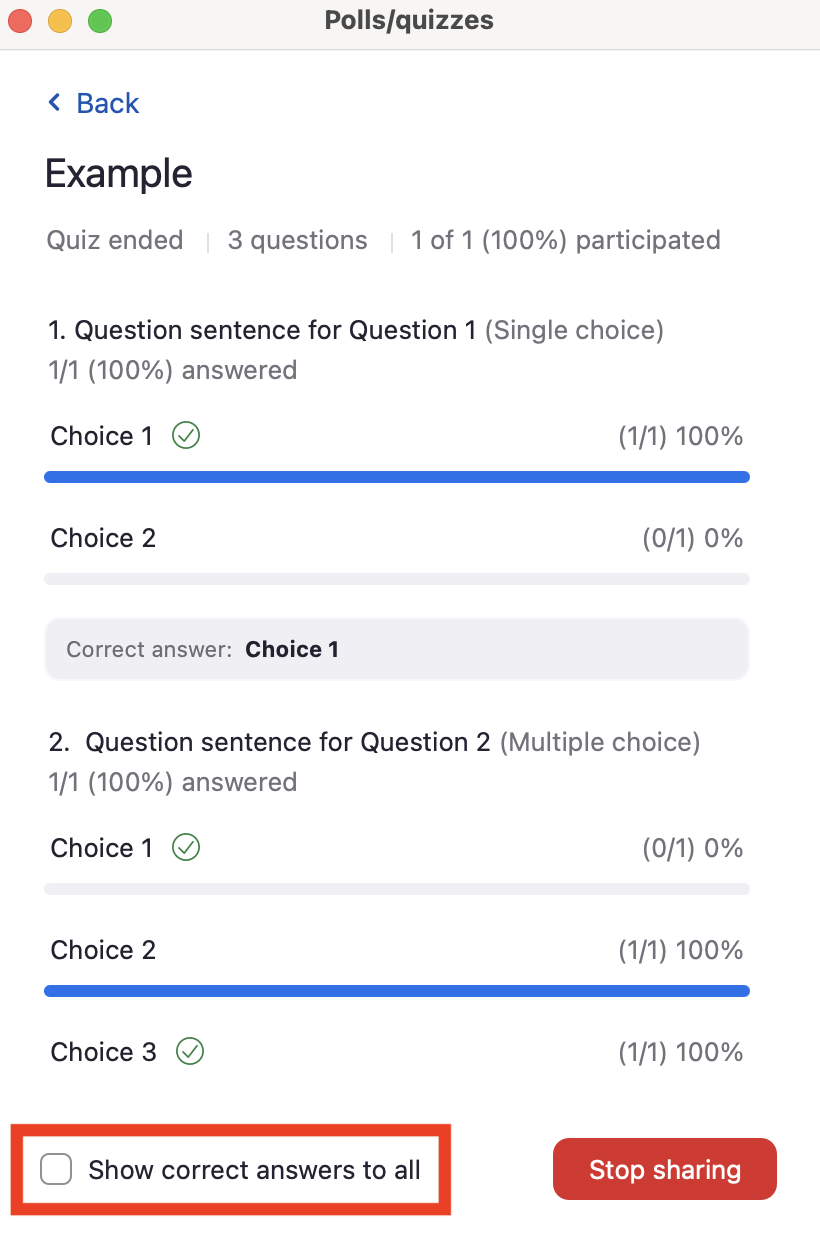 Polls/quizzes
Back
Example
Quiz ended | 3 questions | 1 of 1 (100%) participated
1. Question sentence for Question 1 (Single choice)
1/1 (100%) answered
Choice 1 (1/1) 100%
Choice 2 (0/1) 0%
Correct answer: Choice 1
2. Question sentence for Question 2 (Multiple choice)
1/1 (100%) answered
Choice 1 (0/1) 0%
Choice 2 (1/1) 100%
Choice 3 (1/1) 100%
Show correct answers to all Stop sharing